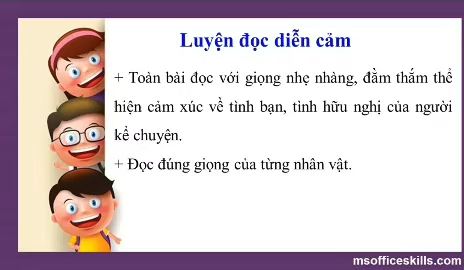 Luyện đọc diễn cảm
+ Toàn bài đọc với giọng nhẹ nhàng, đằm thắm thể
hiện cảm xúc về tình bạn, tình hữu nghị của người
kể chuyện.
+ Đọc đúng giọng của từng nhân vật.
msofficeskills.com